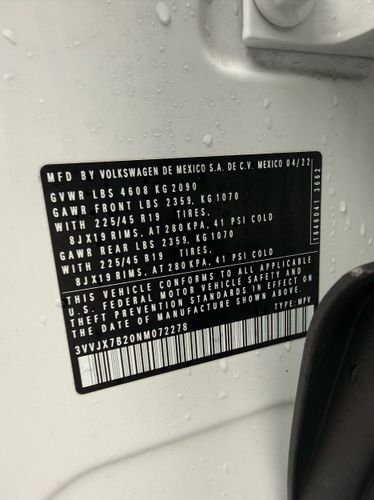 MFD BY VOLKSWAGEN DE MEXICO S.A. DE C.V. MEXICO 04/22
GVWR LBS 4608 KG 2090
GAWR FRONT LBS 2359, KG 1070
WITH 225/45 R19 TIRES,
8JX19 RIMS, AT 280 KPA, 41 PSI COLD
GAWR REAR LBS 2359, KG 1070
WITH 225/45 R19 TIRES,
8JX19 RIMS, AT 280 KPA, 41 PSI COLD
THIS VEHICLE CONFORMS TO ALL APPLICABLE
U.S. FEDERAL MOTOR VEHICLE SAFETY AND
THEFT PREVENTION STANDARDS IN EFFECT ON
THE DATE OF MANUFACTURE SHOWN ABOVE.
3VVJX7B20NM072278 TYPE: MPV
1846041 3662